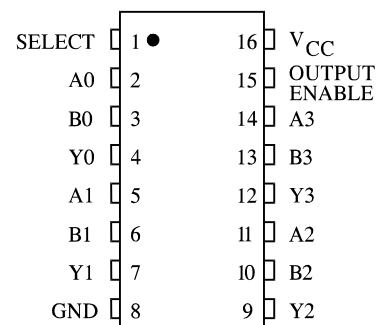 SELECT 1 16 VCC
A0 2 15 OUTPUT ENABLE
B0 3 14 A3
Y0 4 13 B3
A1 5 12 Y3
B1 6 11 A2
Y1 7 10 B2
GND 8 9 Y2